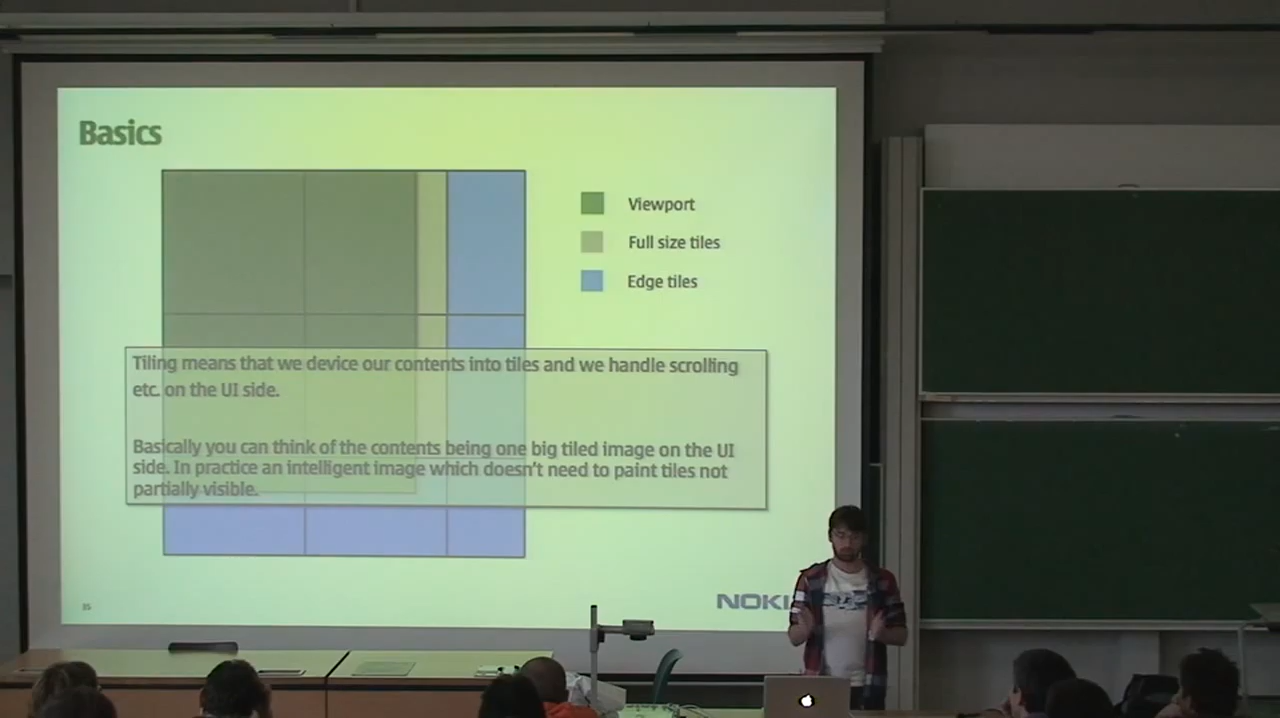 Basics
Viewport
Full size tiles
Edge tiles
Tiling means that we device our contents into tiles and we handle scrolling
etc. on the UI side.
Basically you can think of the contents being one big tiled image on the UI
side. In practice an intelligent image which doesn't need to paint tiles not
partially visible.
35
NOKI